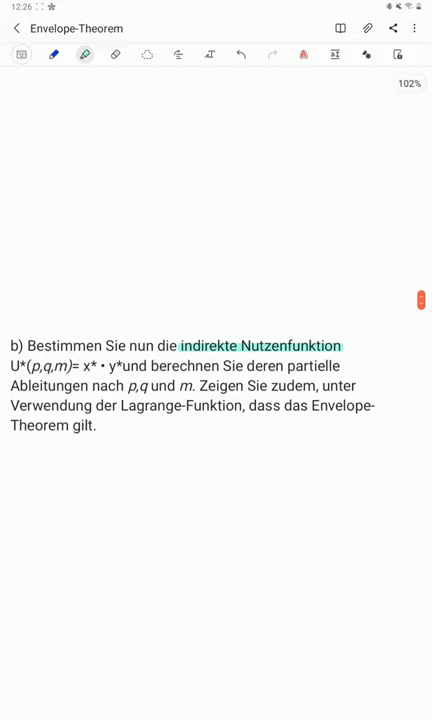 12:26
Envelope-Theorem
102%
b) Bestimmen Sie nun die indirekte Nutzenfunktion
U*(p,q,m)= x* • y*und berechnen Sie deren partielle
Ableitungen nach p,q und m. Zeigen Sie zudem, unter
Verwendung der Lagrange-Funktion, dass das Envelope-
Theorem gilt.